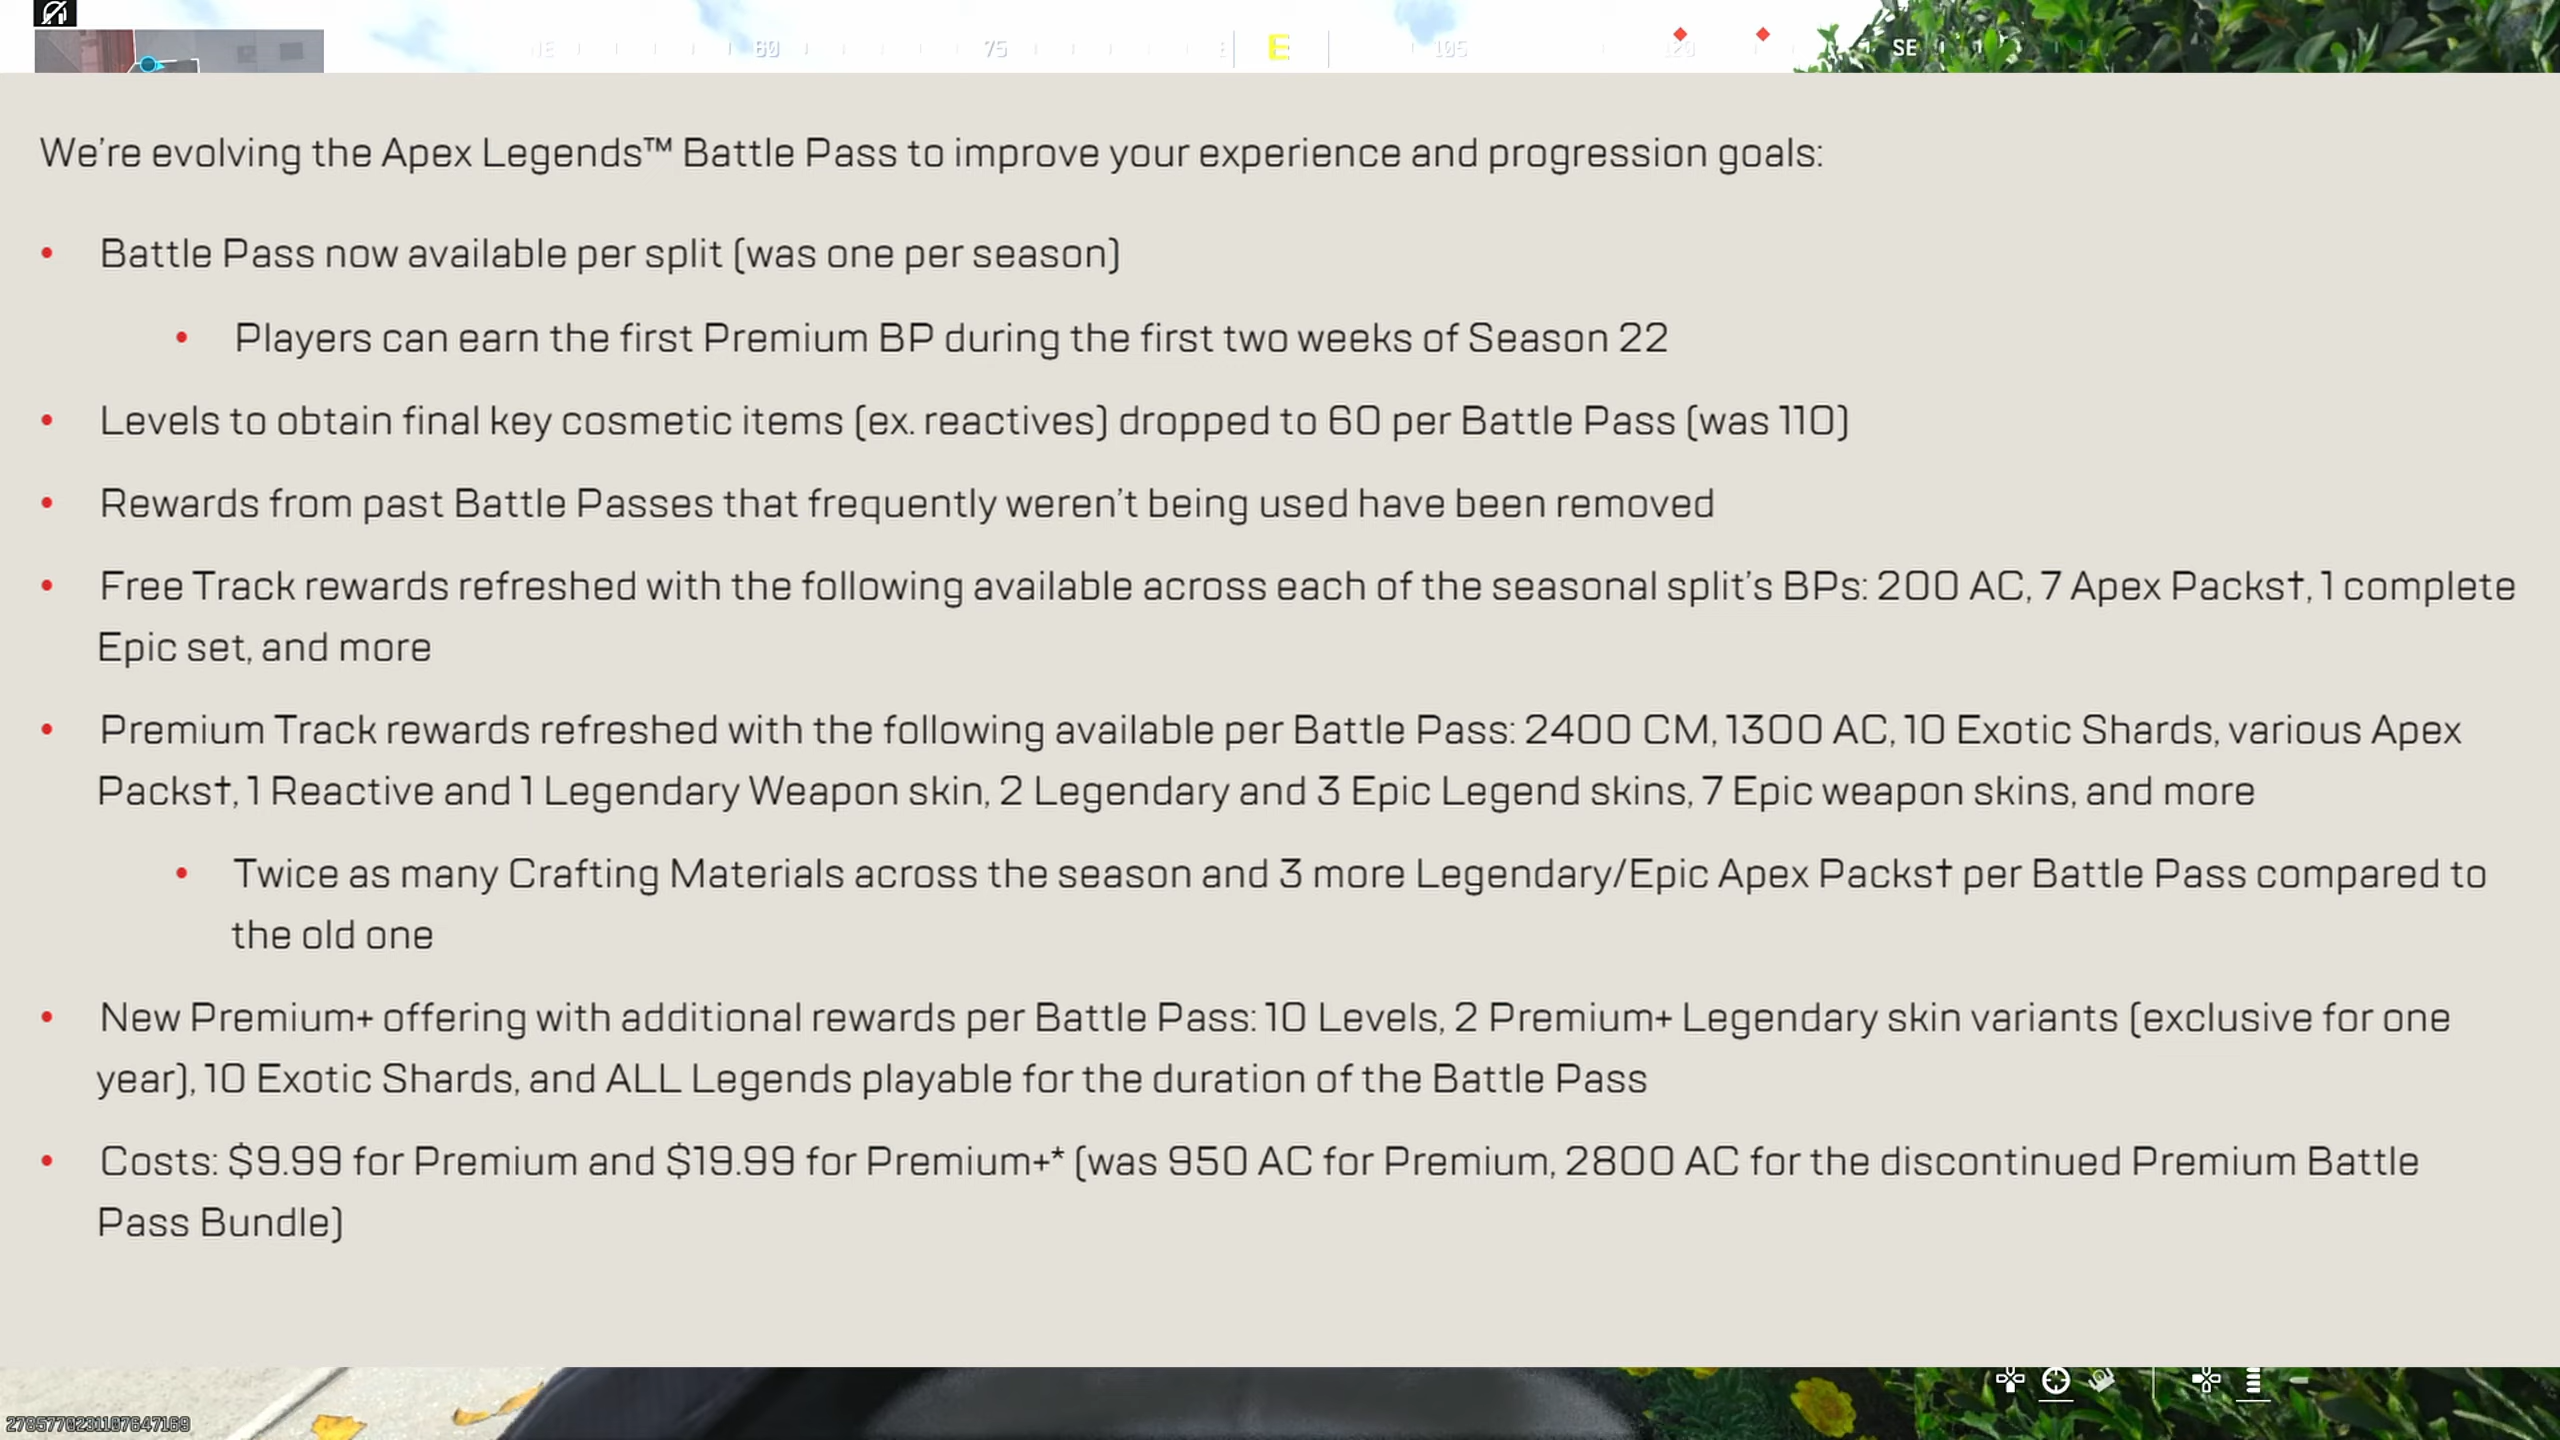 60 75 E 105 120 SE
We're evolving the Apex Legends™ Battle Pass to improve your experience and progression goals:
• Battle Pass now available per split (was one per season)
• Players can earn the first Premium BP during the first two weeks of Season 22
• Levels to obtain final key cosmetic items (ex. reactives) dropped to 60 per Battle Pass (was 110)
• Rewards from past Battle Passes that frequently weren't being used have been removed
• Free Track rewards refreshed with the following available across each of the seasonal split's BPs: 200 AC, 7 Apex Packs†, 1 complete
Epic set, and more
• Premium Track rewards refreshed with the following available per Battle Pass: 2400 CM, 1300 AC, 10 Exotic Shards, various Apex
Packs†, 1 Reactive and 1 Legendary Weapon skin, 2 Legendary and 3 Epic Legend skins, 7 Epic weapon skins, and more
• Twice as many Crafting Materials across the season and 3 more Legendary/Epic Apex Packs† per Battle Pass compared to
the old one
• New Premium+ offering with additional rewards per Battle Pass: 10 Levels, 2 Premium+ Legendary skin variants (exclusive for one
year), 10 Exotic Shards, and ALL Legends playable for the duration of the Battle Pass
• Costs: $9.99 for Premium and $19.99 for Premium+* (was 950 AC for Premium, 2800 AC for the discontinued Premium Battle
Pass Bundle)